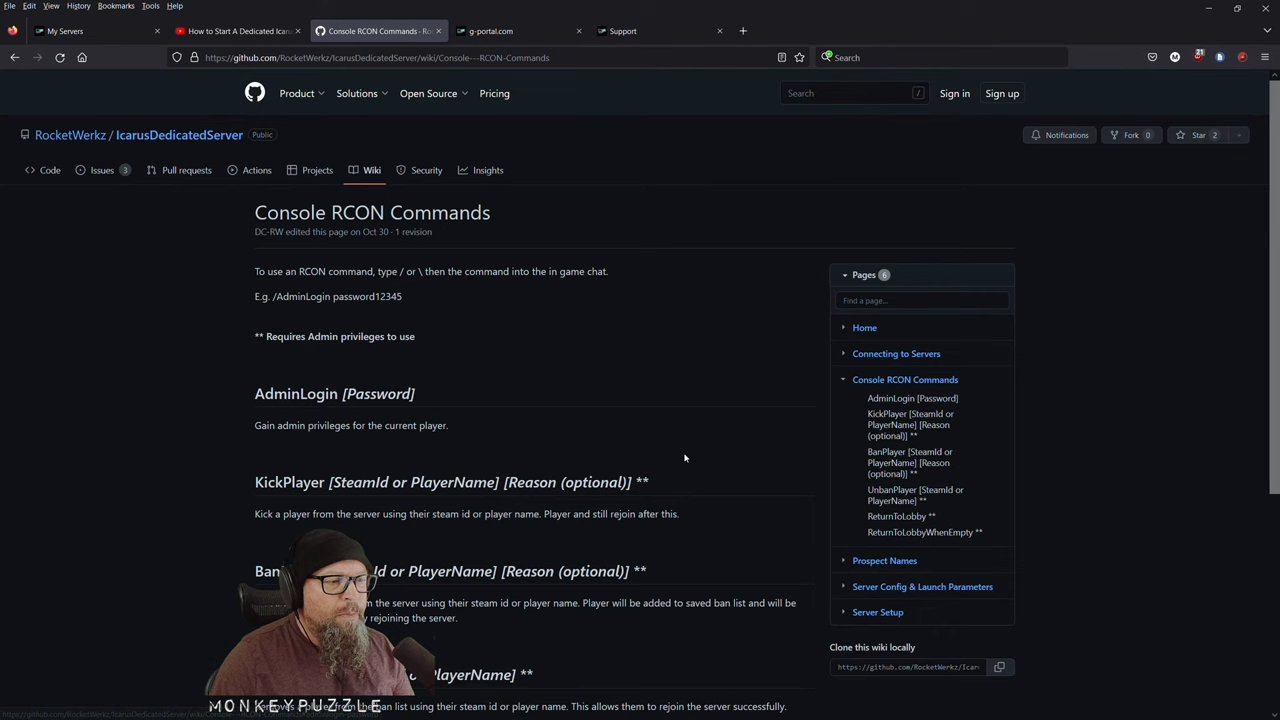 File Edit View History Bookmarks Tools Help
My Servers
How to Start A Dedicated Icaru
Console RCON Commands - Ro
g-portal.com
Support
https://github.com/RocketWerkz/IcarusDedicatedServer/wiki/Console---RCON-Commands
Search
21
Product
Solutions
Open Source
Pricing
Search /
Sign in
Sign up
RocketWerkz / IcarusDedicatedServer Public
Notifications
Fork 0
Star 2
Code
Issues 3
Pull requests
Actions
Projects
Wiki
Security
Insights
Console RCON Commands
DC-RW edited this page on Oct 30 · 1 revision
To use an RCON command, type / or \ then the command into the in game chat.
E.g. /AdminLogin password12345
** Requires Admin privileges to use
AdminLogin [Password]
Gain admin privileges for the current player.
KickPlayer [SteamId or PlayerName] [Reason (optional)] **
Kick a player from the server using their steam id or player name. Player and still rejoin after this.
Ban d or PlayerName] [Reason (optional)] **
m the server using their steam id or player name. Player will be added to saved ban list and will be
y rejoining the server.
PlayerName] **
ban list using their steam id or player name. This allows them to rejoin the server successfully.
Pages 6
Find a page...
Home
Connecting to Servers
Console RCON Commands
AdminLogin [Password]
KickPlayer [SteamId or
PlayerName] [Reason
(optional)] **
BanPlayer [SteamId or
PlayerName] [Reason
(optional)] **
UnbanPlayer [SteamId or
PlayerName] **
ReturnToLobby **
ReturnToLobbyWhenEmpty **
Prospect Names
Server Config & Launch Parameters
Server Setup
Clone this wiki locally
https://github.com/RocketWerkz/Icar
MONKEYPUZZLE